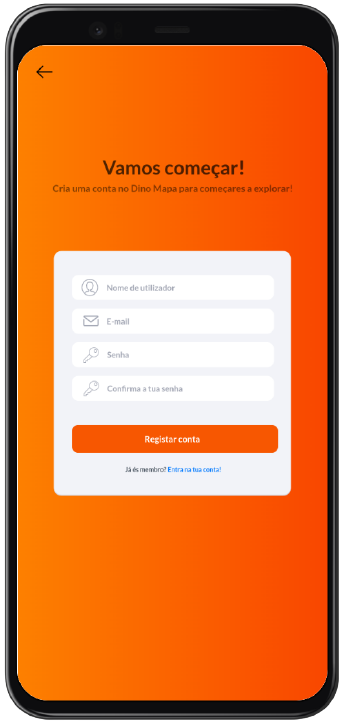 Vamos começar!
Cria uma conta no Dino Mapa para começares a explorar!
Nome de utilizador
E-mail
Senha
Confirma a tua senha
Registar conta
Já és membro? Entra na tua conta!